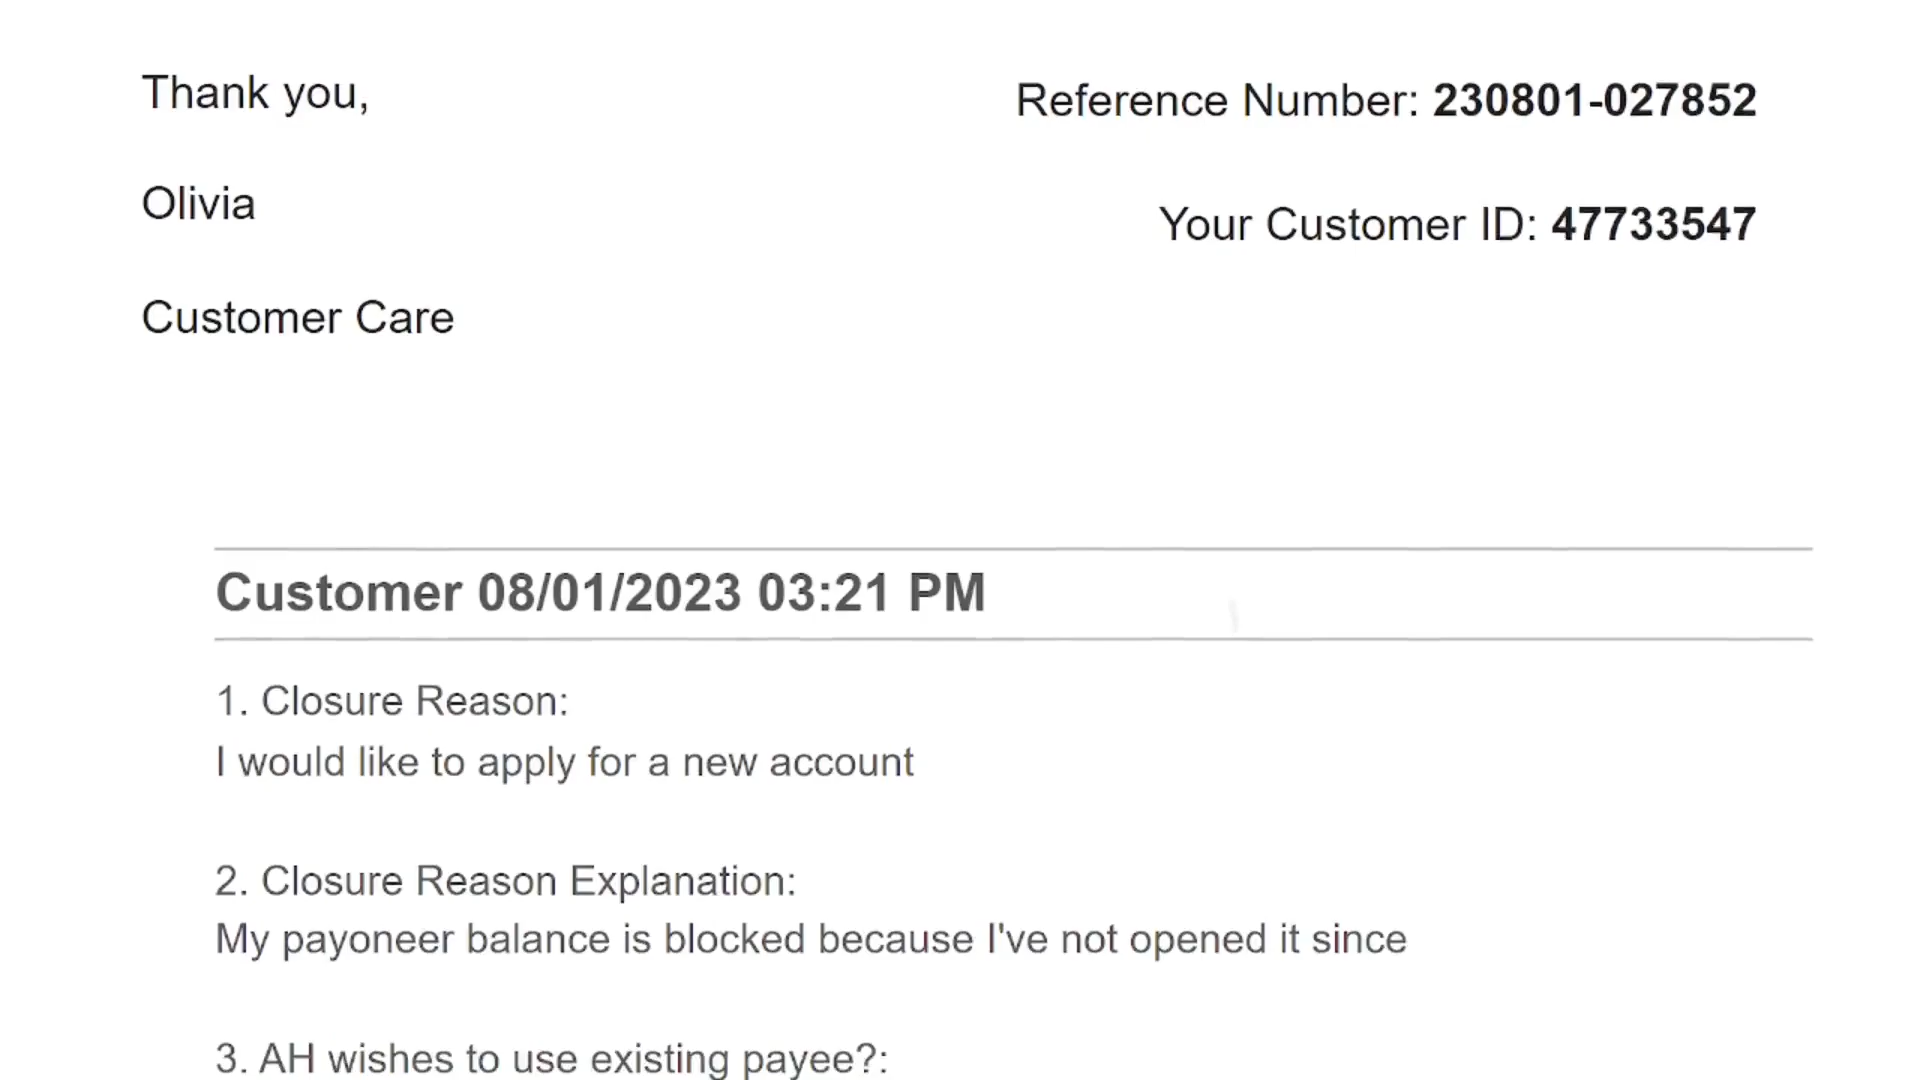 Thank you,
Reference Number: 230801-027852
Olivia
Your Customer ID: 47733547
Customer Care
Customer 08/01/2023 03:21 PM
1. Closure Reason:
I would like to apply for a new account
2. Closure Reason Explanation:
My payoneer balance is blocked because I've not opened it since
3. AH wishes to use existing payee?: